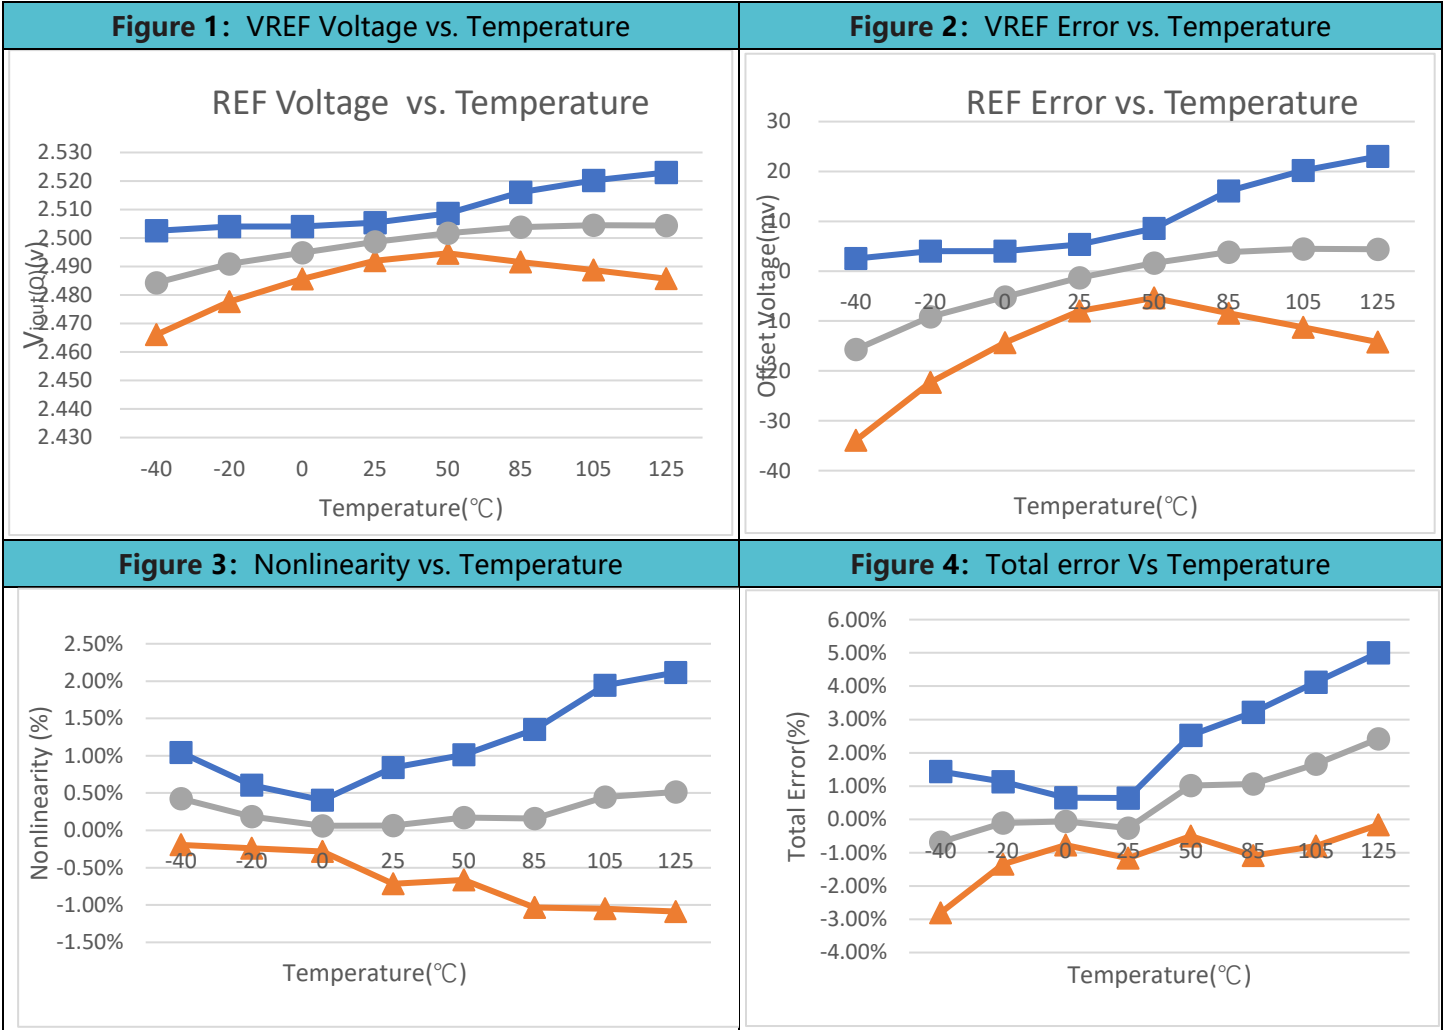 Figure 1： VREF Voltage vs. Temperature
REF Voltage vs. Temperature
2.530
2.520
2.510
2.500
2.490
2.480
2.470
2.460
2.450
2.440
2.430
Viout(Q)(v)
-40 -20 0 25 50 85 105 125
Temperature(℃)
Figure 2： VREF Error vs. Temperature
REF Error vs. Temperature
30
20
10
0
-10
-20
-30
-40
Offset Voltage(mv)
-40 -20 0 25 50 85 105 125
Temperature(℃)
Figure 3： Nonlinearity vs. Temperature
2.50%
2.00%
1.50%
1.00%
0.50%
0.00%
-0.50%
-1.00%
-1.50%
Nonlinearity (%)
-40 -20 0 25 50 85 105 125
Temperature(℃)
Figure 4： Total error Vs Temperature
6.00%
5.00%
4.00%
3.00%
2.00%
1.00%
0.00%
-1.00%
-2.00%
-3.00%
-4.00%
Total Error(%)
-40 -20 0 25 50 85 105 125
Temperature(℃)